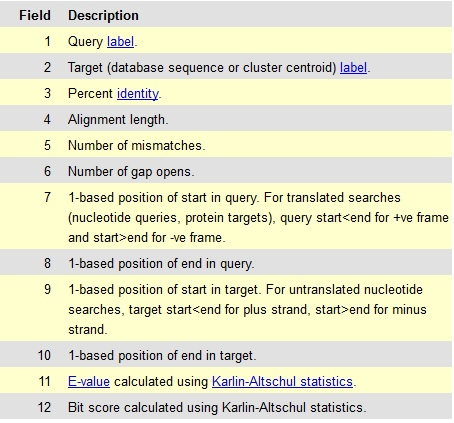 Field Description
1 Query label.
2 Target (database sequence or cluster centroid) label.
3 Percent identity.
4 Alignment length.
5 Number of mismatches.
6 Number of gap opens.
7 1-based position of start in query. For translated searches
(nucleotide queries, protein targets), query start<end for +ve frame
and start>end for -ve frame.
8 1-based position of end in query.
9 1-based position of start in target. For untranslated nucleotide
searches, target start<end for plus strand, start>end for minus
strand.
10 1-based position of end in target.
11 E-value calculated using Karlin-Altschul statistics.
12 Bit score calculated using Karlin-Altschul statistics.